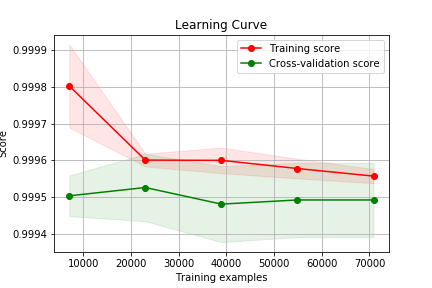 Learning Curve
Training score
Cross-validation score
0.9999
0.9998
0.9997
0.9996
0.9995
0.9994
Score
10000 20000 30000 40000 50000 60000 70000
Training examples